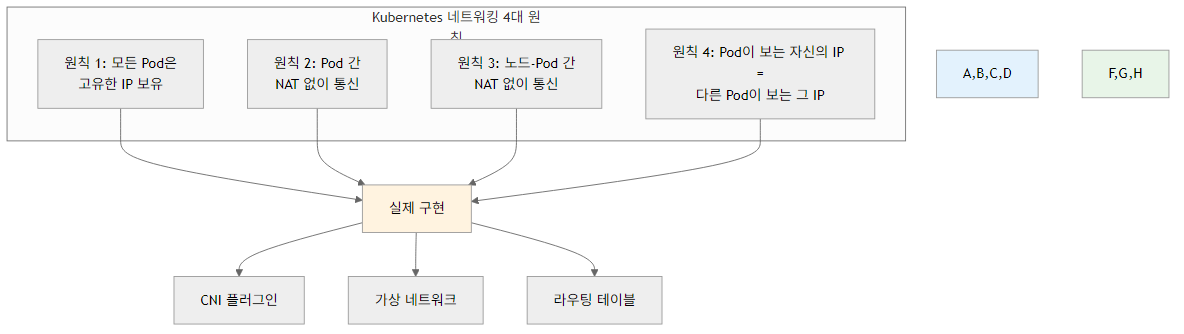 Kubernetes 네트워킹 4대 원
칙
원칙 1: 모든 Pod은
고유한 IP 보유
원칙 2: Pod 간
NAT 없이 통신
원칙 3: 노드-Pod 간
NAT 없이 통신
원칙 4: Pod이 보는 자신의 IP
=
다른 Pod이 보는 그 IP
A,B,C,D
F,G,H
실제 구현
CNI 플러그인
가상 네트워크
라우팅 테이블